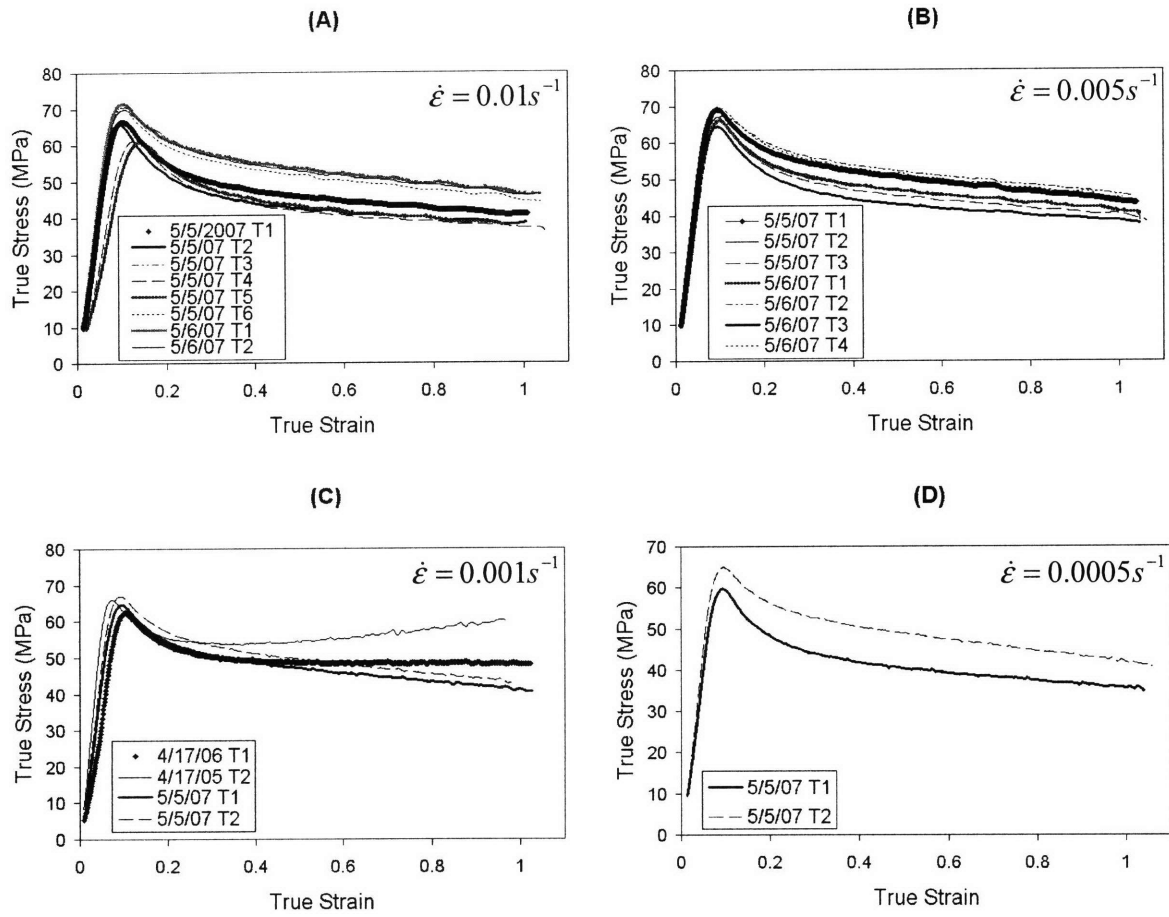 (A)
ε̇ = 0.01s⁻¹
True Stress (MPa)
80
70
60
50
40
30
20
10
0
5/5/2007 T1
5/5/07 T2
5/5/07 T3
5/5/07 T4
5/5/07 T5
5/5/07 T6
5/6/07 T1
5/6/07 T2
0 0.2 0.4 0.6 0.8 1
True Strain
(B)
ε̇ = 0.005s⁻¹
True Stress (MPa)
80
70
60
50
40
30
20
10
0
5/5/07 T1
5/5/07 T2
5/5/07 T3
5/6/07 T1
5/6/07 T2
5/6/07 T3
5/6/07 T4
0 0.2 0.4 0.6 0.8 1
True Strain
(C)
ε̇ = 0.001s⁻¹
True Stress (MPa)
80
70
60
50
40
30
20
10
0
4/17/06 T1
4/17/05 T2
5/5/07 T1
5/5/07 T2
0 0.2 0.4 0.6 0.8 1
True Strain
(D)
ε̇ = 0.0005s⁻¹
True Stress (MPa)
70
60
50
40
30
20
10
0
5/5/07 T1
5/5/07 T2
0 0.2 0.4 0.6 0.8 1
True Strain